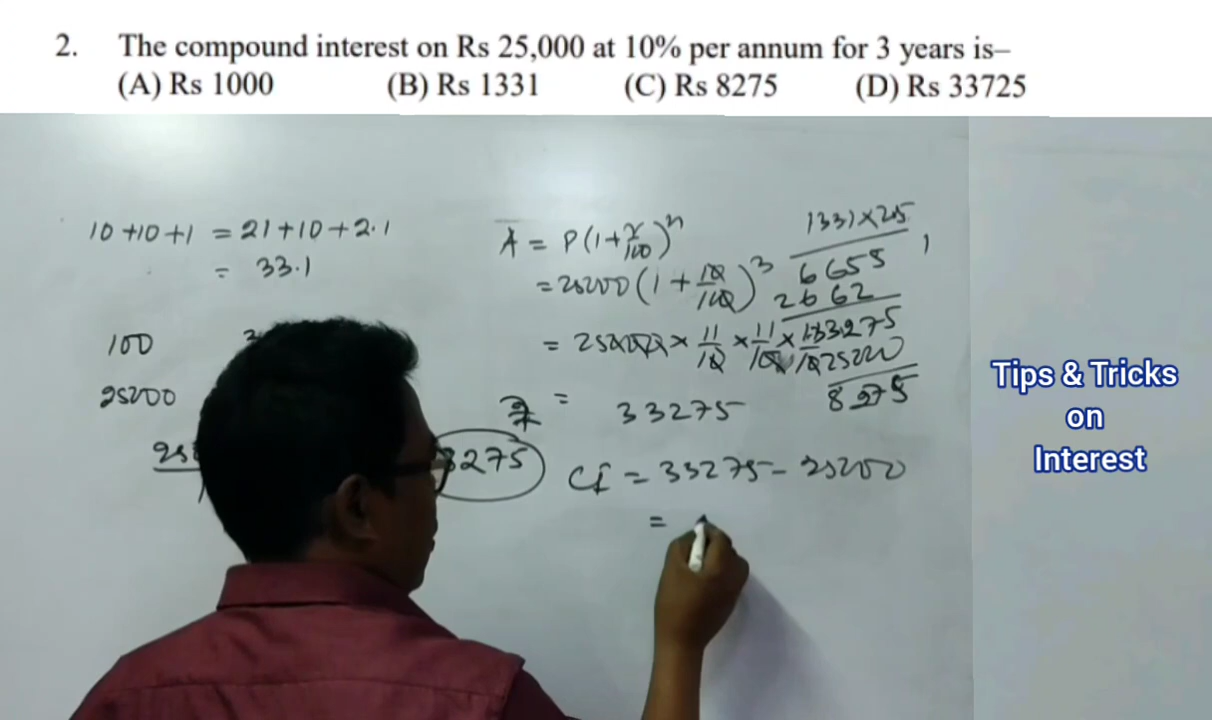 2. The compound interest on Rs 25,000 at 10% per annum for 3 years is–
(A) Rs 1000 (B) Rs 1331 (C) Rs 8275 (D) Rs 33725
10 + 10 + 1 = 21 + 10 + 2.1
= 33.1
100
25000
3275
A = P(1+r/100)^n
= 25000 (1 + 10/100)^3
= 25000 × 11/10 × 11/10 ×
= 33275
CI = 33275 - 25000
=
1331×25
6655
2662
33275
25000
8275
Tips & Tricks
on
Interest